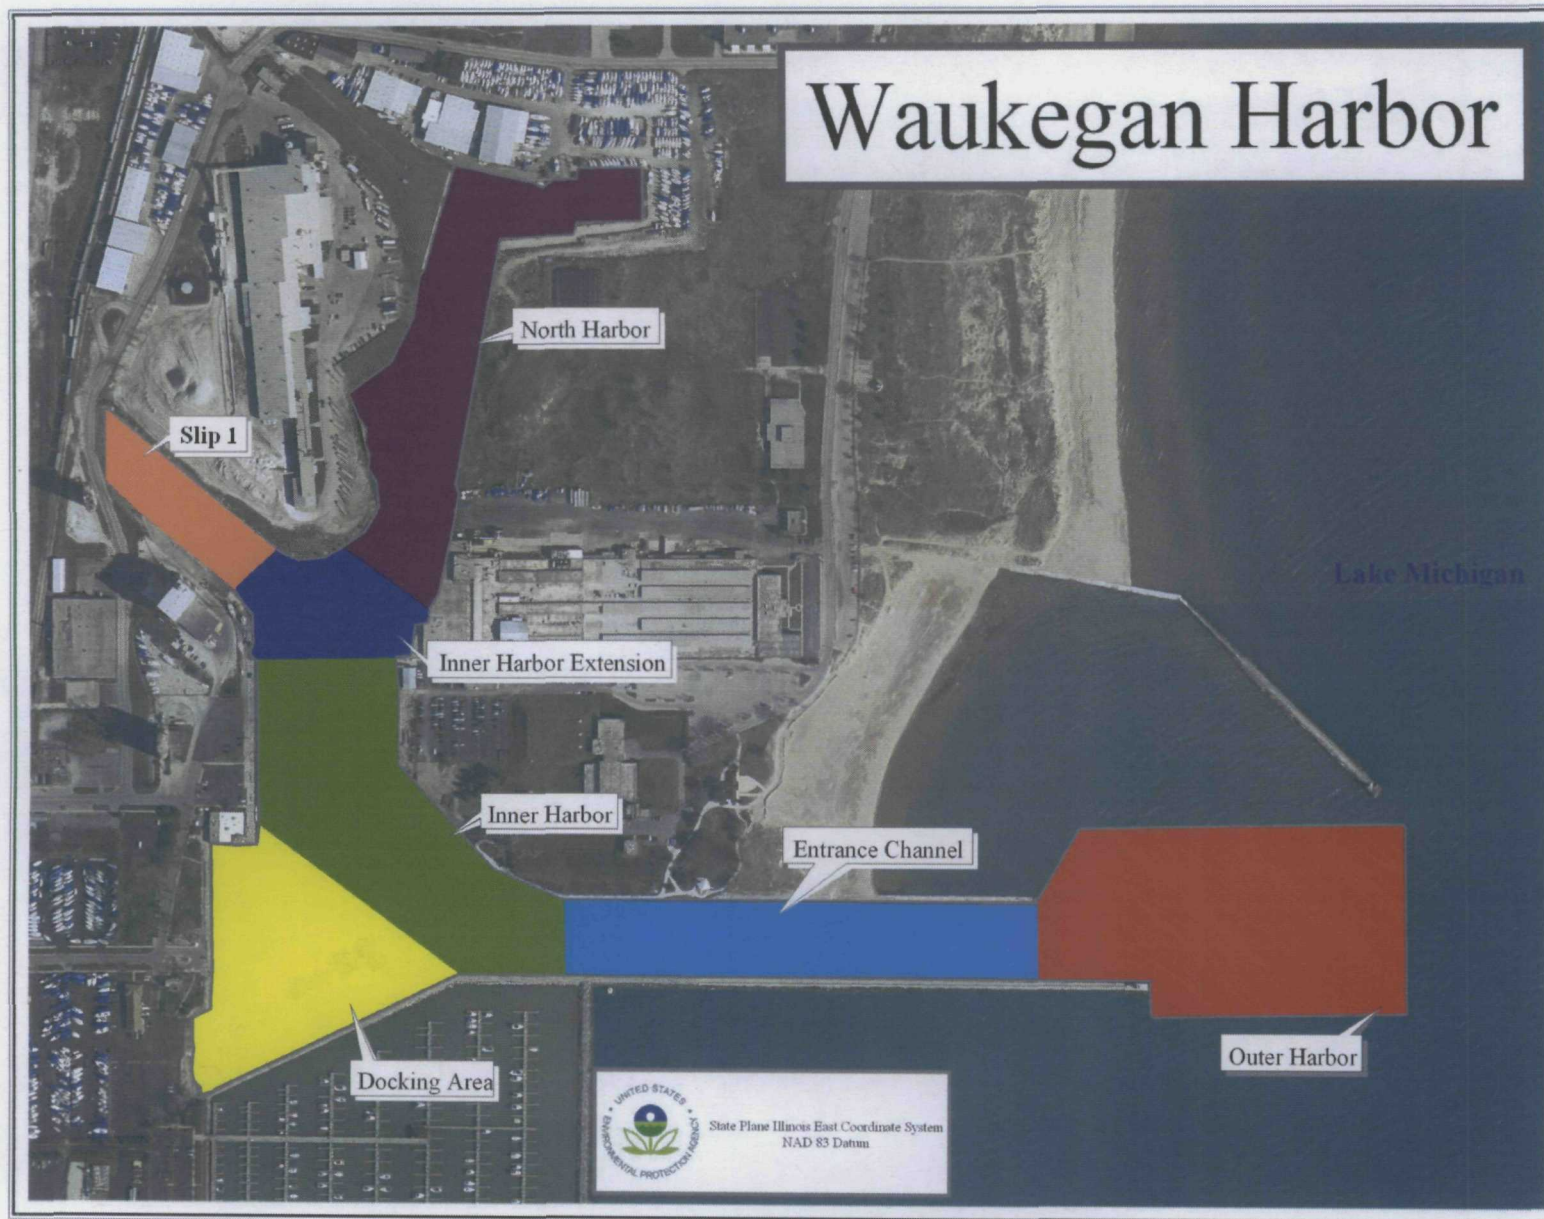 Waukegan Harbor
North Harbor
Slip 1
Lake Michigan
Inner Harbor Extension
Inner Harbor
Entrance Channel
Outer Harbor
Docking Area
UNITED STATES
ENVIRONMENTAL PROTECTION AGENCY
State Plane Illinois East Coordinate System
NAD 83 Datum